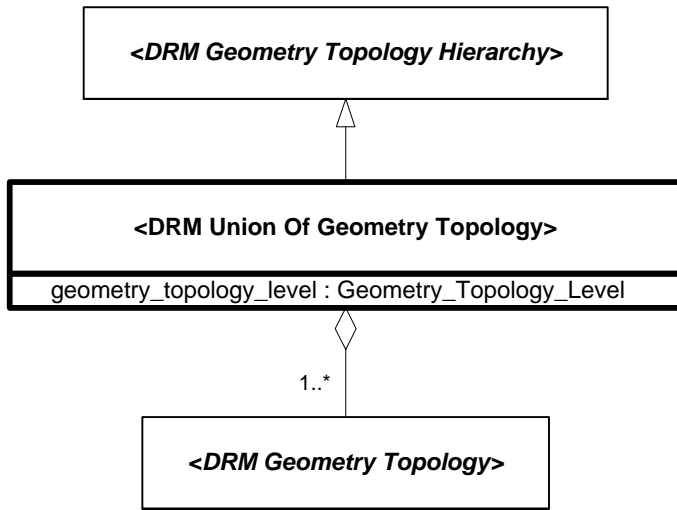 <DRM Geometry Topology Hierarchy>
<DRM Union Of Geometry Topology>
geometry_topology_level : Geometry_Topology_Level
1..*
<DRM Geometry Topology>